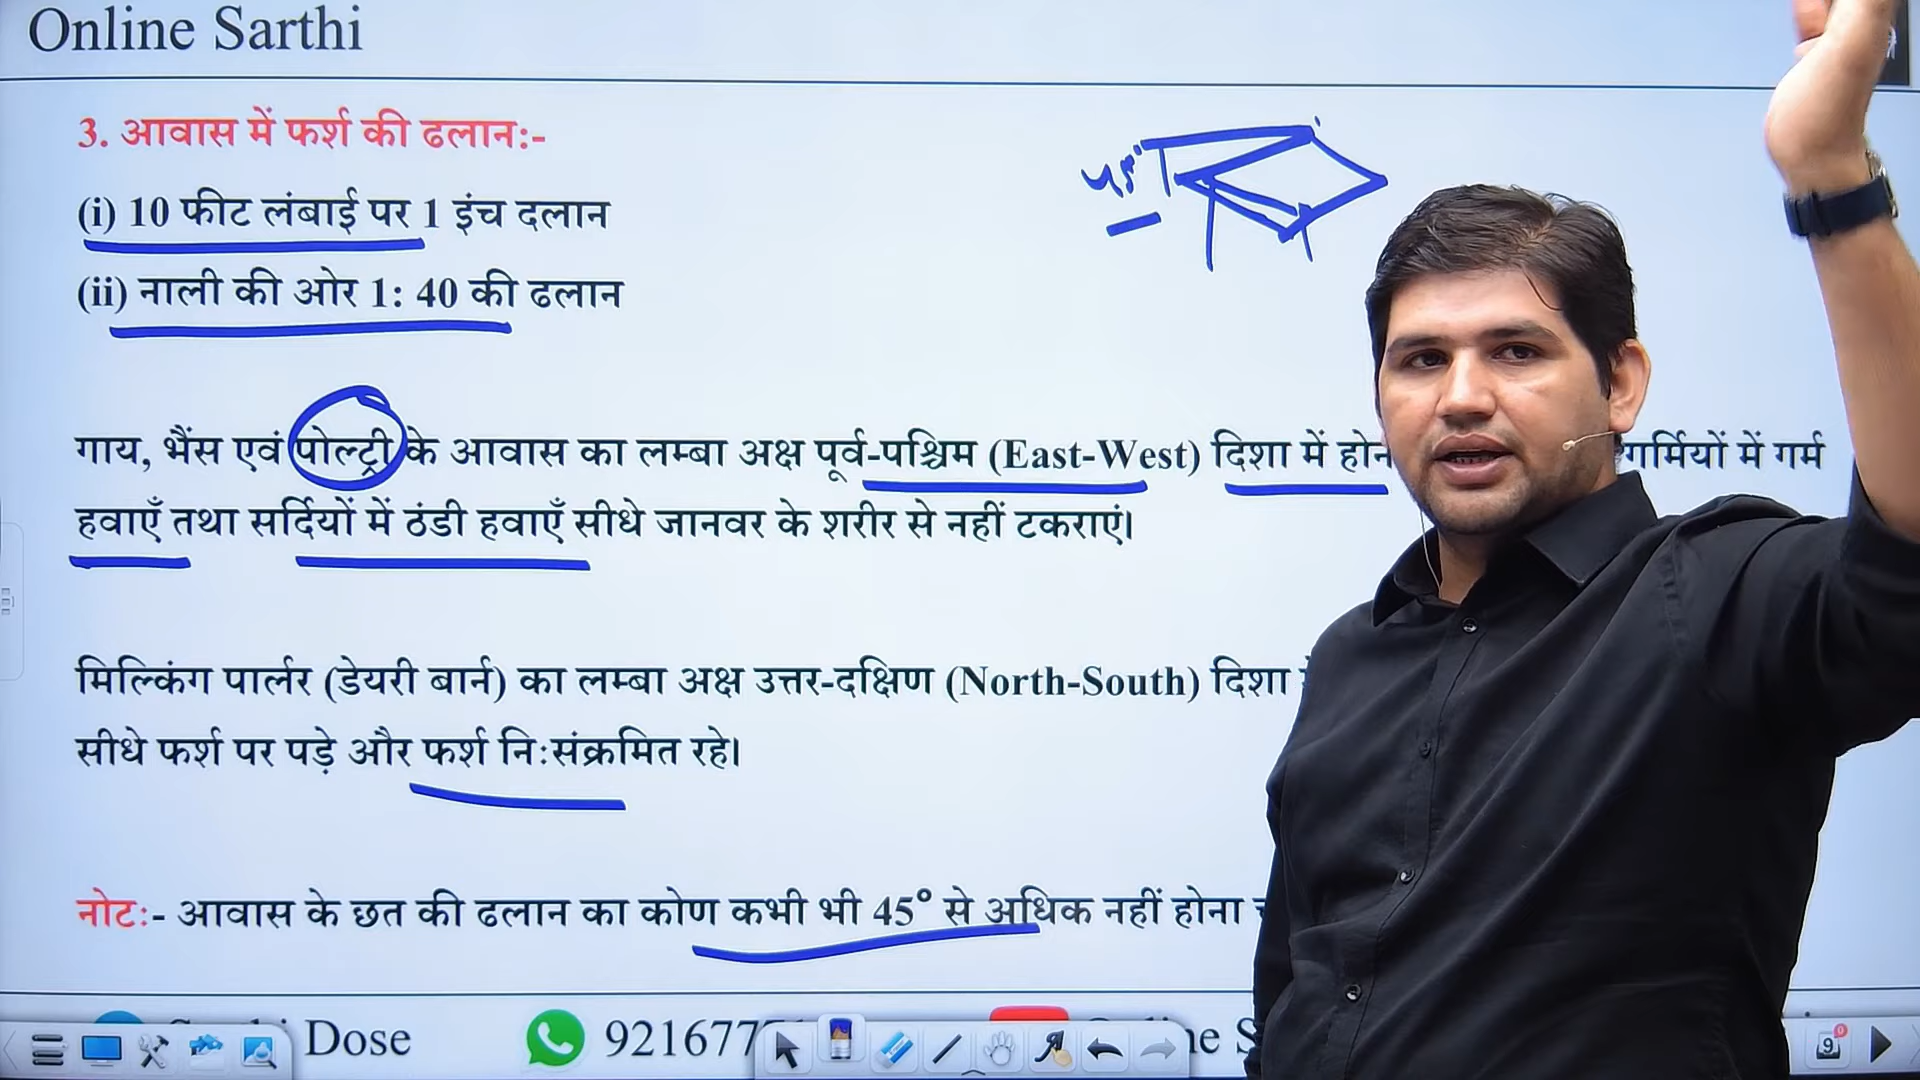 Online Sarthi
3. आवास में फर्श की ढलान:-
(i) 10 फीट लंबाई पर 1 इंच दलान
(ii) नाली की ओर 1: 40 की ढलान
गाय, भैंस एवं पोल्ट्री के आवास का लम्बा अक्ष पूर्व-पश्चिम (East-West) दिशा में गर्मियों में गर्म
हवाएँ तथा सर्दियों में ठंडी हवाएँ सीधे जानवर के शरीर से नहीं टकराएं।
मिल्किंग पार्लर (डेयरी बार्न) का लम्बा अक्ष उत्तर-दक्षिण (North-South) दिशा
सीधे फर्श पर पड़े और फर्श नि:संक्रमित रहे।
नोट:- आवास के छत की ढलान का कोण कभी भी 45° से अधिक नहीं होना
Dose 92167